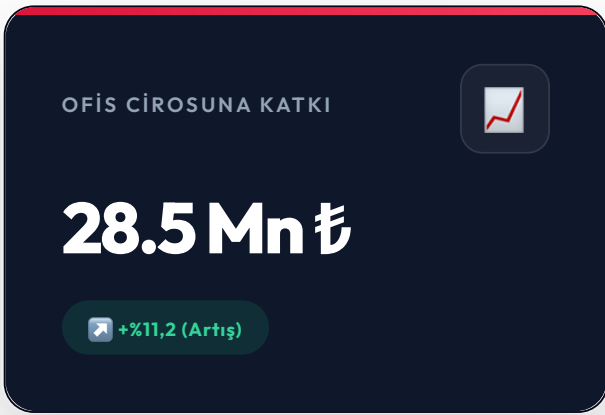 OFİS CİROSUNA KATKI
28.5 Mn ₺
+%11,2 (Artış)